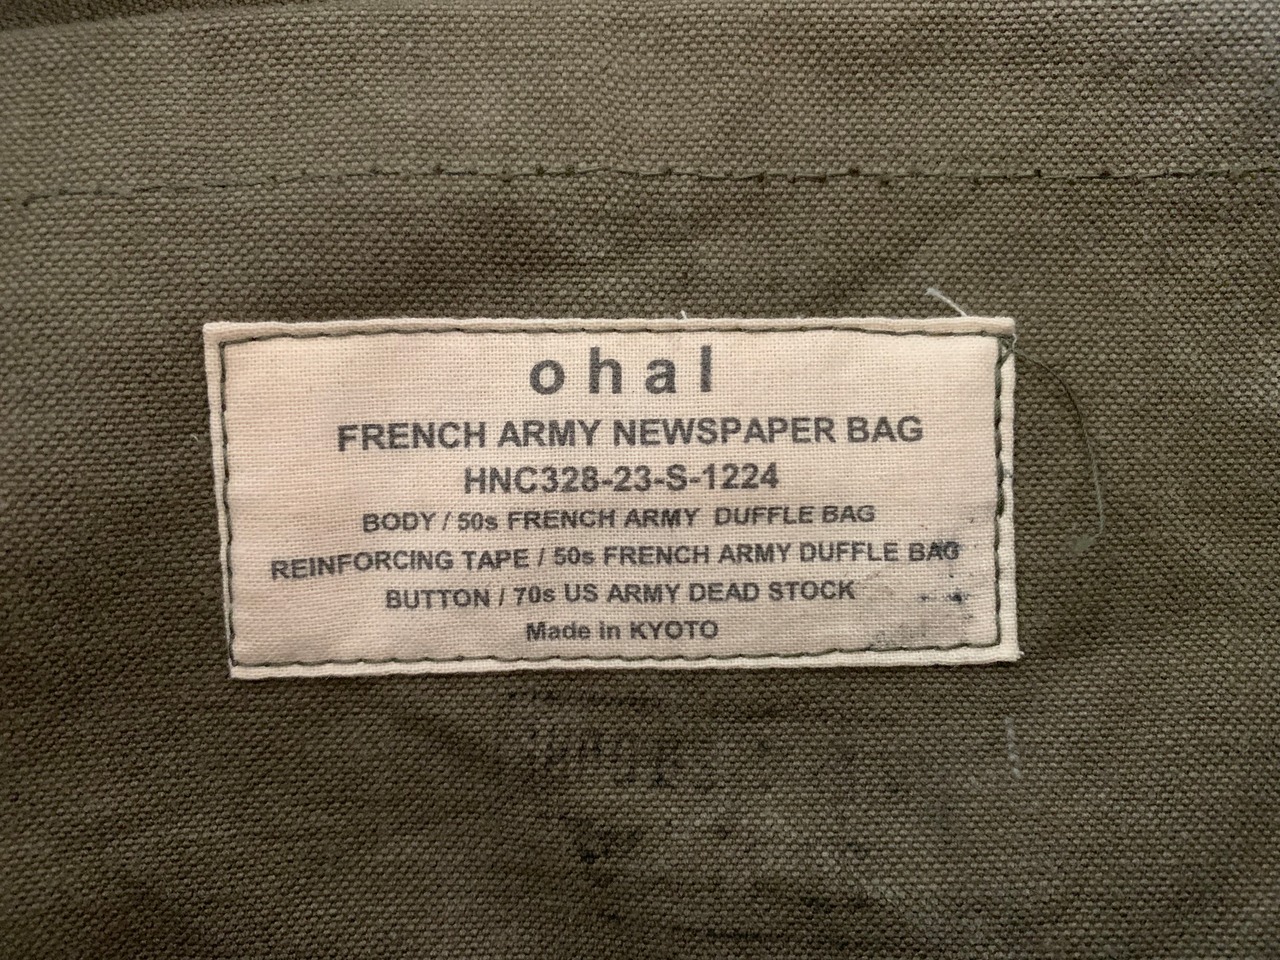 ohal
FRENCH ARMY NEWSPAPER BAG
HNC328-23-S-1224
BODY / 50s FRENCH ARMY DUFFLE BAG
REINFORCING TAPE / 50s FRENCH ARMY DUFFLE BAG
BUTTON / 70s US ARMY DEAD STOCK
Made in KYOTO